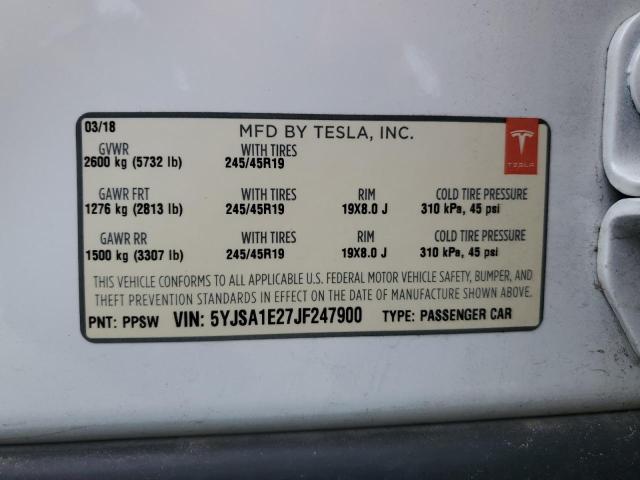 03/18 MFD BY TESLA, INC.
GVWR WITH TIRES
2600 kg (5732 lb) 245/45R19
TESLA
GAWR FRT WITH TIRES RIM COLD TIRE PRESSURE
1276 kg (2813 lb) 245/45R19 19X8.0 J 310 kPa, 45 psi
GAWR RR WITH TIRES RIM COLD TIRE PRESSURE
1500 kg (3307 lb) 245/45R19 19X8.0 J 310 kPa, 45 psi
THIS VEHICLE CONFORMS TO ALL APPLICABLE U.S. FEDERAL MOTOR VEHICLE SAFETY, BUMPER, AND
THEFT PREVENTION STANDARDS IN EFFECT ON THE DATE OF MANUFACTURE SHOWN ABOVE.
PNT: PPSW VIN: 5YJSA1E27JF247900 TYPE: PASSENGER CAR